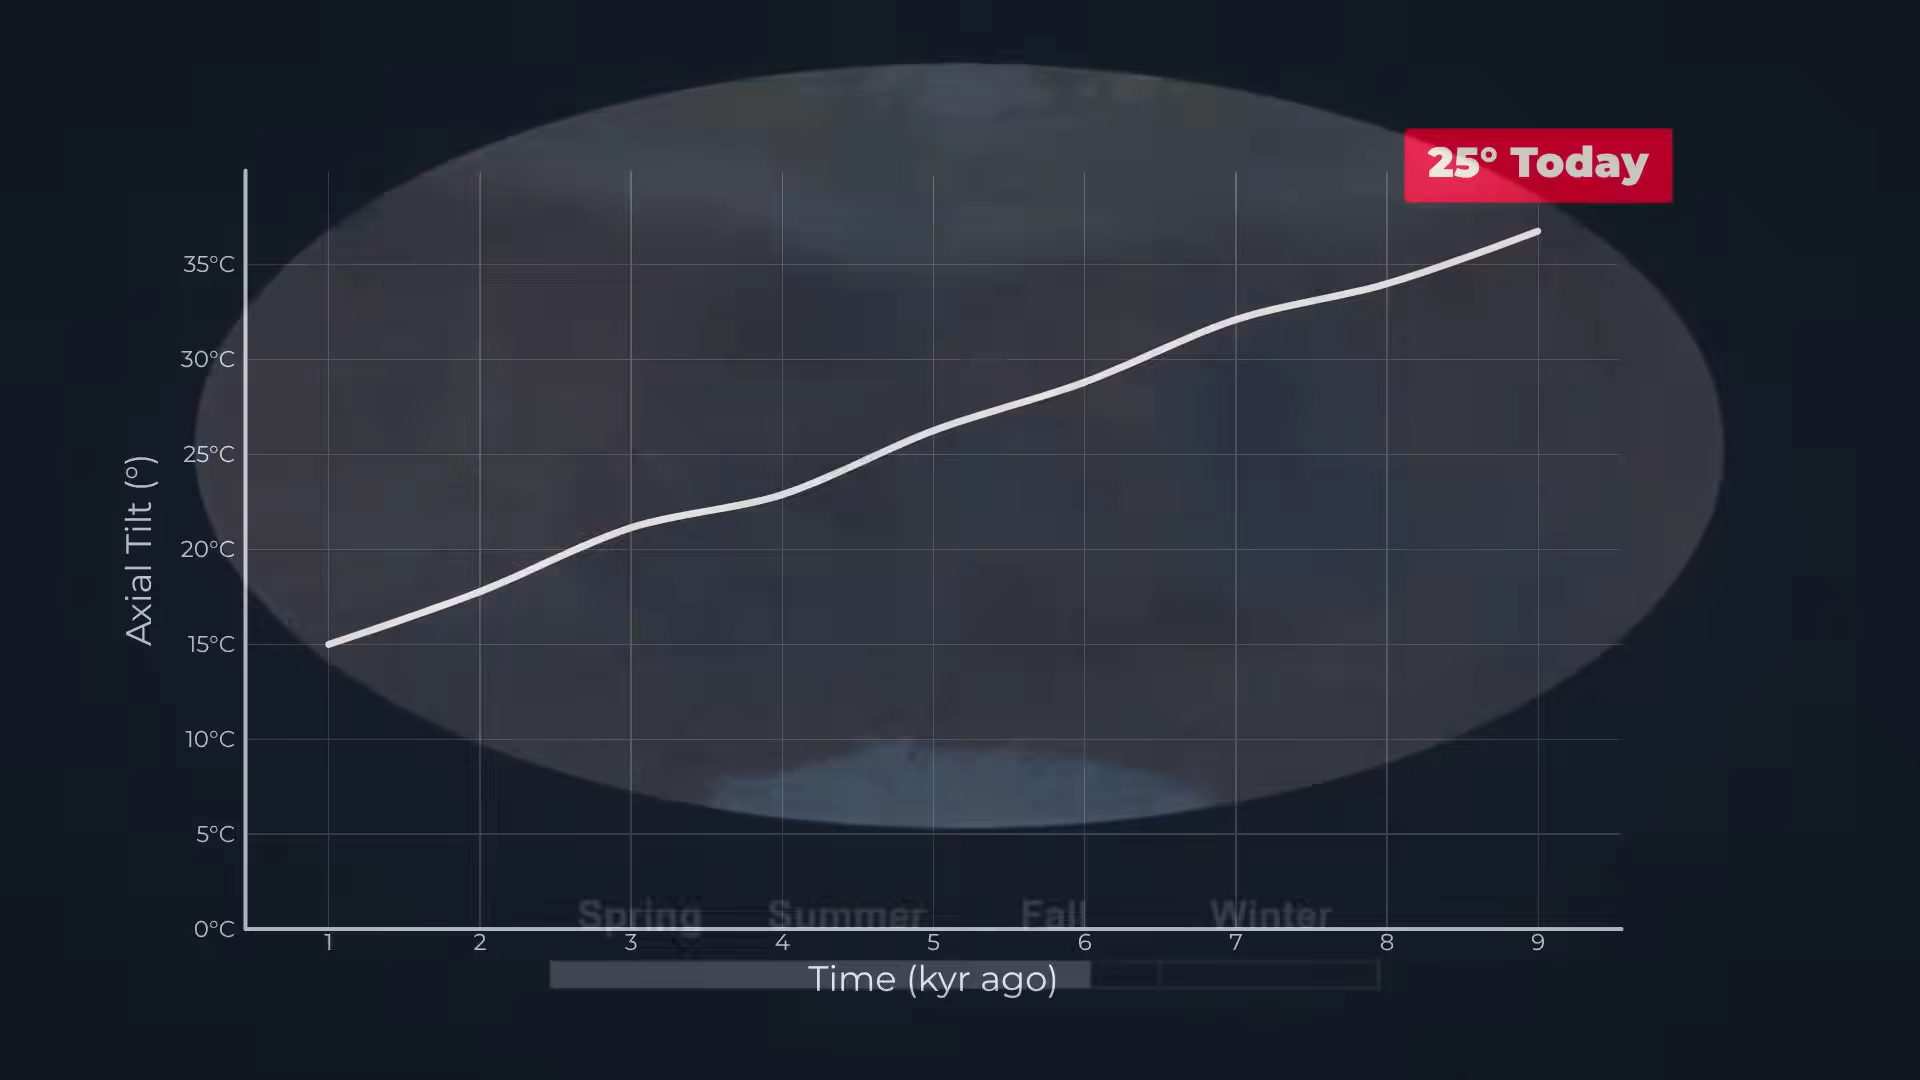 25° Today
35°C
30°C
25°C
20°C
15°C
10°C
5°C
0°C
Axial Tilt (°)
Spring Summer Fall Winter
1 2 3 4 5 6 7 8 9
Time (kyr ago)